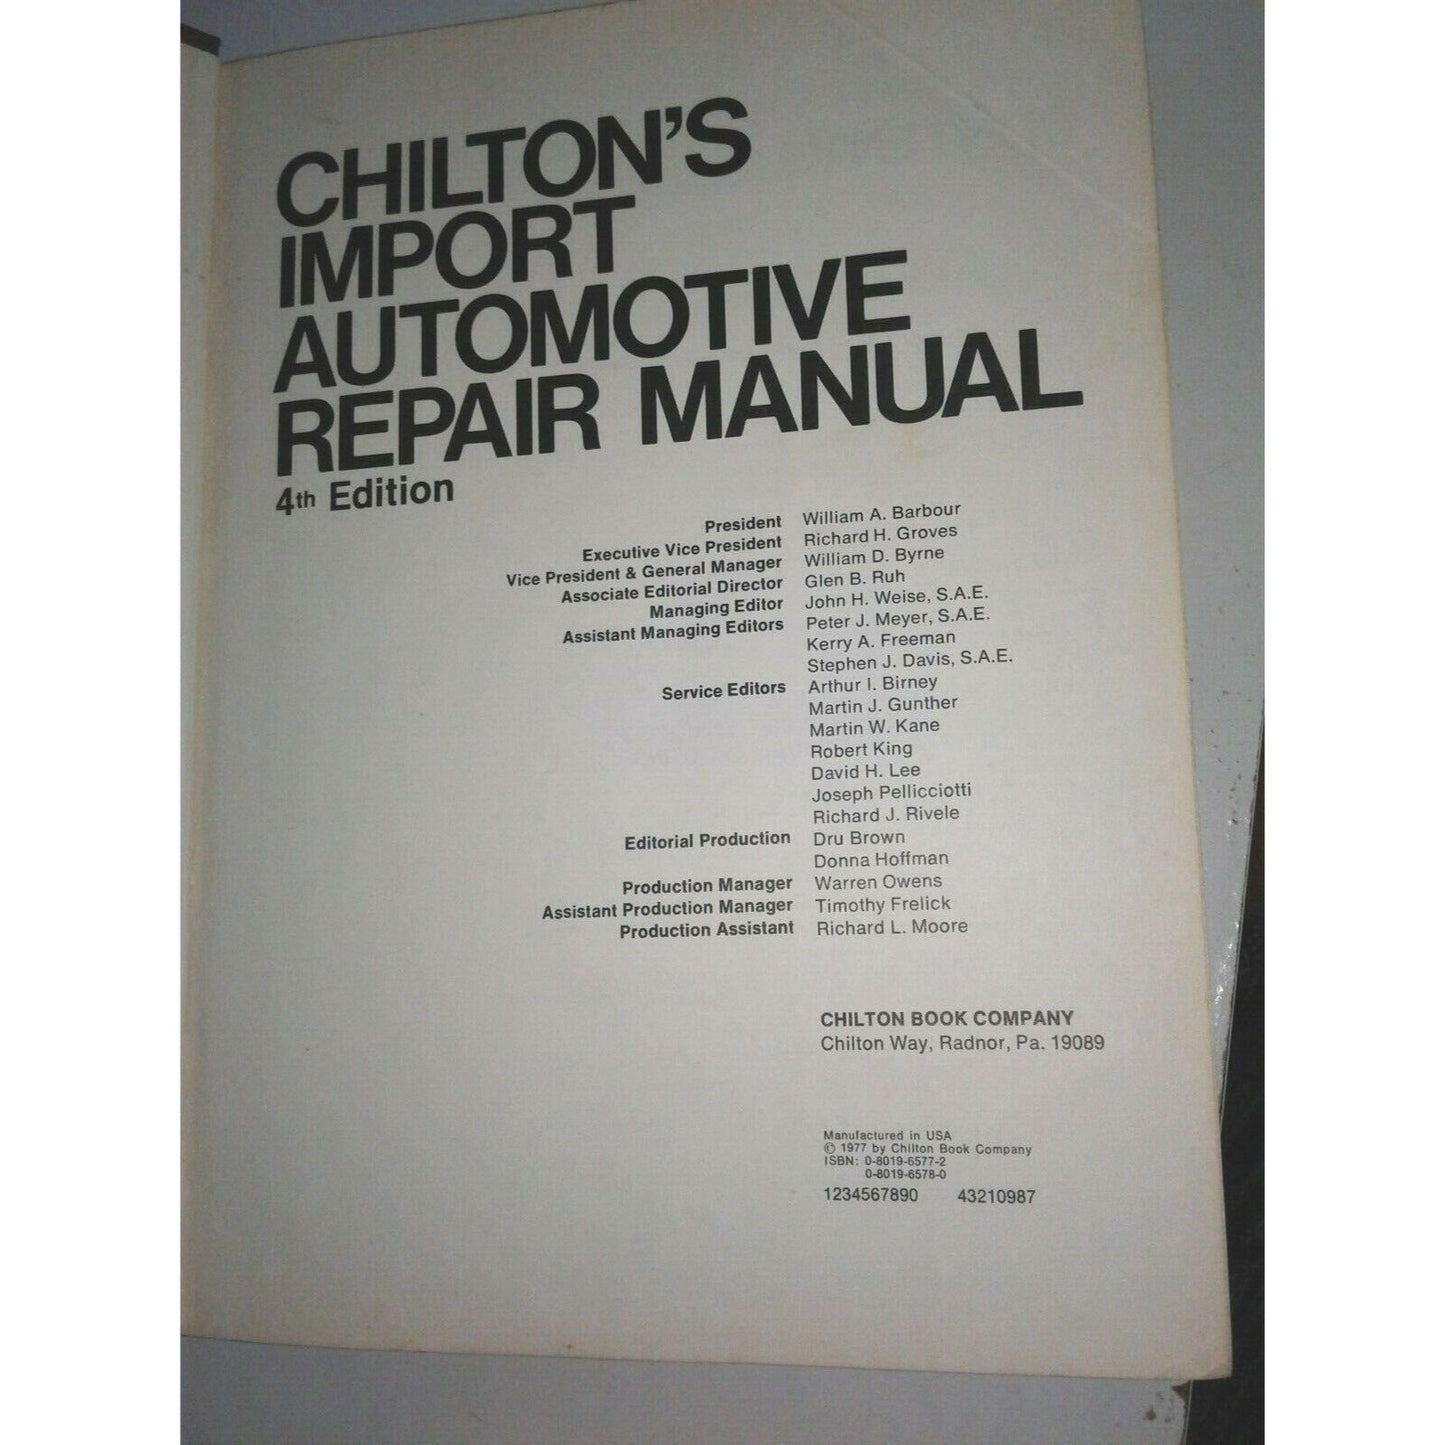 CHILTON'S
IMPORT
AUTOMOTIVE
REPAIR MANUAL
4th Edition
President William A. Barbour
Executive Vice President Richard H. Groves
Vice President & General Manager William D. Byrne
Associate Editorial Director Glen B. Ruh
Managing Editor John H. Weise, S.A.E.
Assistant Managing Editors Peter J. Meyer, S.A.E.
Kerry A. Freeman
Stephen J. Davis, S.A.E.
Service Editors Arthur I. Birney
Martin J. Gunther
Martin W. Kane
Robert King
David H. Lee
Joseph Pellicciotti
Richard J. Rivele
Editorial Production Dru Brown
Donna Hoffman
Production Manager Warren Owens
Assistant Production Manager Timothy Frelick
Production Assistant Richard L. Moore
CHILTON BOOK COMPANY
Chilton Way, Radnor, Pa. 19089
Manufactured in USA
© 1977 by Chilton Book Company
ISBN: 0-8019-6577-2
0-8019-6578-0
1234567890 43210987